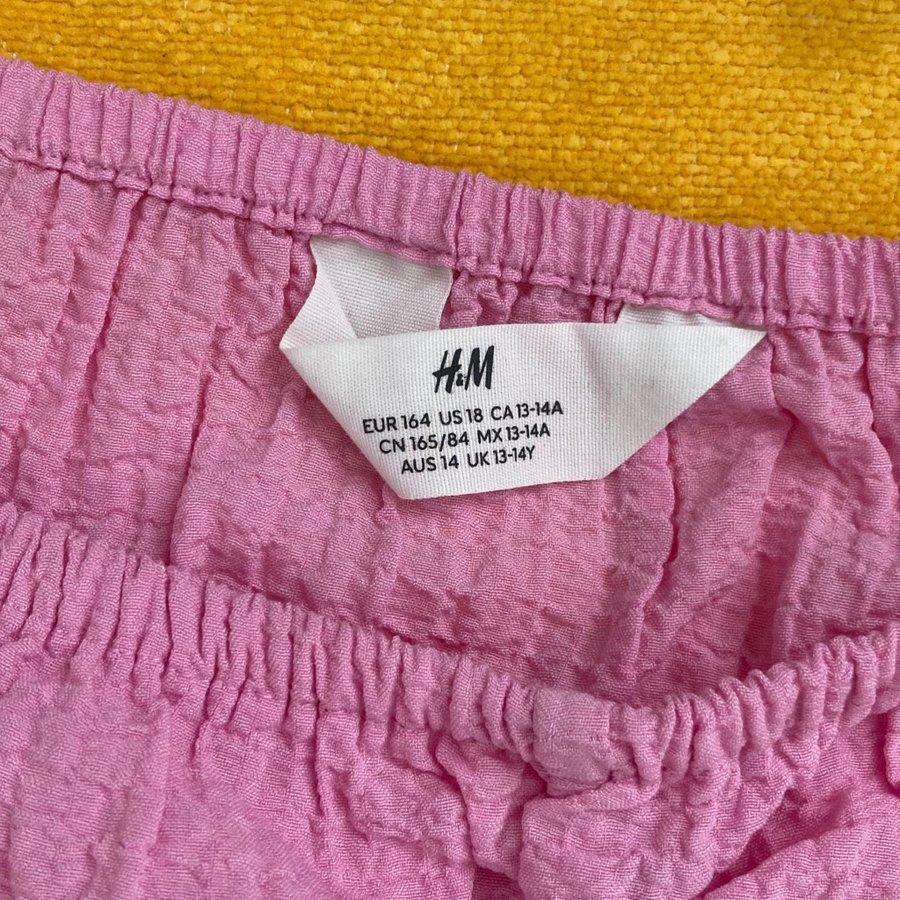 H&M
EUR 164 US 18 CA 13-14A
CN 165/84 MX 13-14A
AUS 14 UK 13-14Y